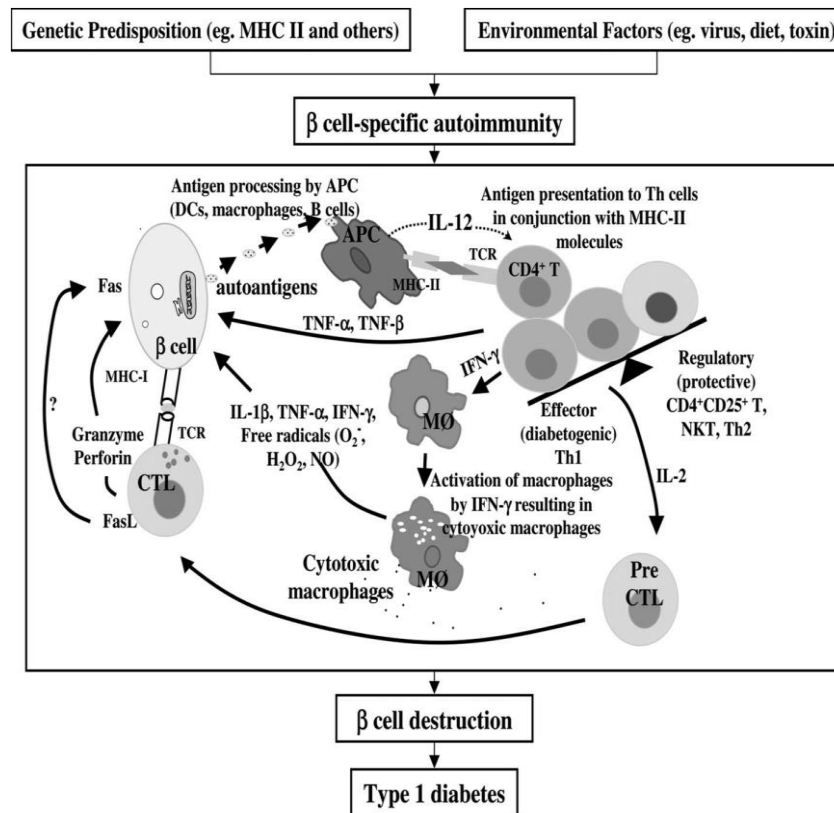 Genetic Predisposition (eg. MHC II and others)
Environmental Factors (eg. virus, diet, toxin)
β cell-specific autoimmunity
Antigen processing by APC
(DCs, macrophages, B cells)
Antigen presentation to Th cells
in conjunction with MHC-II
molecules
APC
IL-12
TCR
CD4⁺ T
MHC-II
Fas
autoantigens
β cell
TNF-α, TNF-β
IFN-γ
MHC-I
?
TCR
Granzyme
Perforin
CTL
FasL
IL-1β, TNF-α, IFN-γ,
Free radicals (O₂⁻,
H₂O₂, NO)
MØ
Effector
(diabetogenic)
Th1
Regulatory
(protective)
CD4⁺CD25⁺ T,
NKT, Th2
IL-2
Activation of macrophages
by IFN-γ resulting in
cytoyoxic macrophages
Cytotoxic
macrophages
MØ
Pre
CTL
β cell destruction
Type 1 diabetes